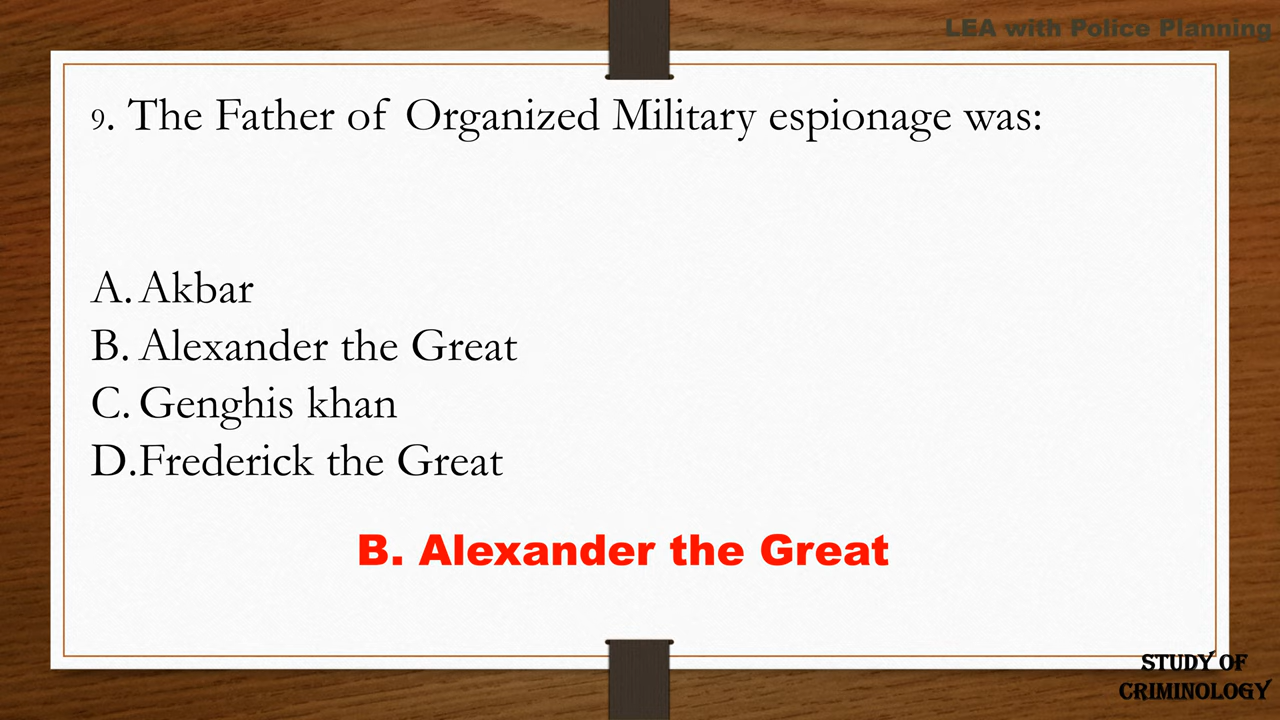 LEA with Police Planning
9. The Father of Organized Military espionage was:
A. Akbar
B. Alexander the Great
C. Genghis khan
D.Frederick the Great
B. Alexander the Great
STUDY OF
CRIMINOLOGY